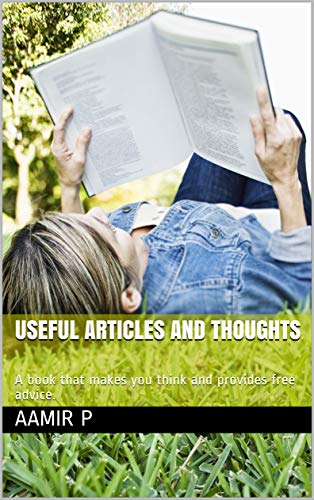 USEFUL ARTICLES AND THOUGHTS
A book that makes you think and provides free
advice.
AAMIR P